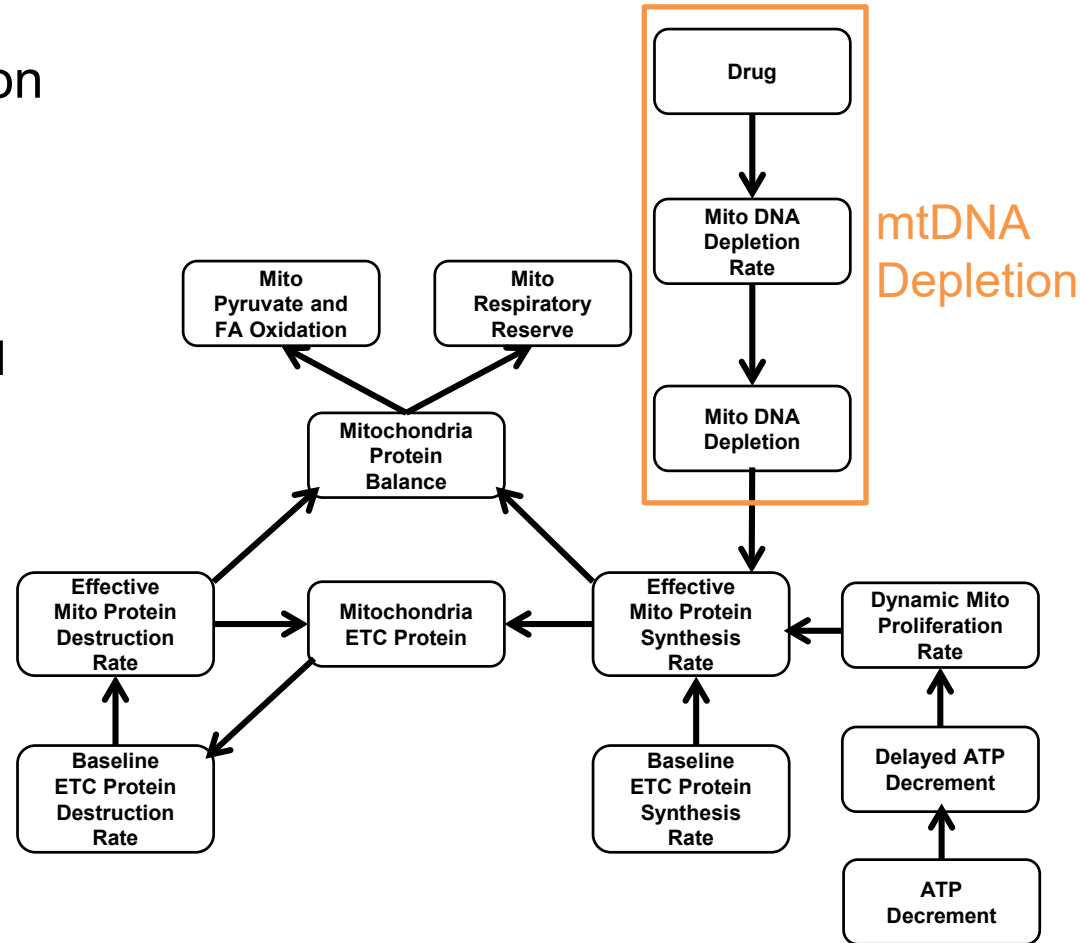 on
d
Drug
Mito DNA
Depletion
Rate
mtDNA
Depletion
Mito
Pyruvate and
FA Oxidation
Mito
Respiratory
Reserve
Mito DNA
Depletion
Mitochondria
Protein
Balance
Effective
Mito Protein
Destruction
Rate
Mitochondria
ETC Protein
Effective
Mito Protein
Synthesis
Rate
Dynamic Mito
Proliferation
Rate
Baseline
ETC Protein
Destruction
Rate
Baseline
ETC Protein
Synthesis
Rate
Delayed ATP
Decrement
ATP
Decrement